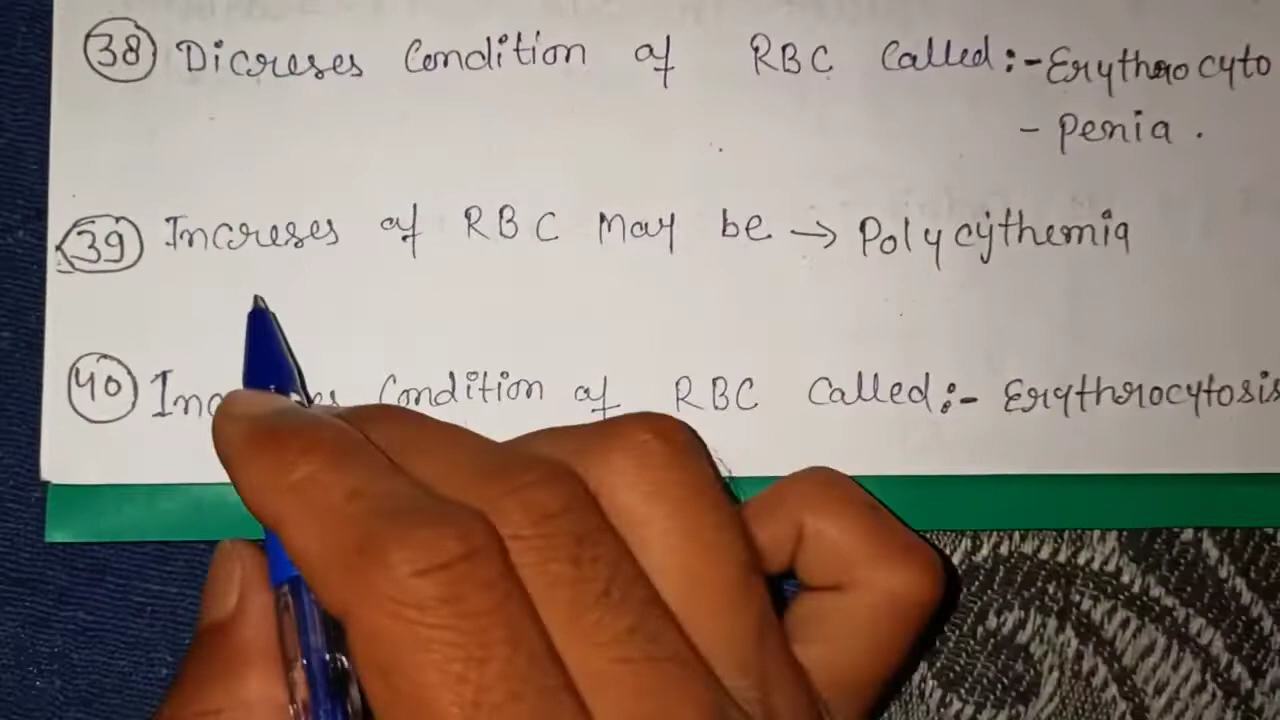 38 Dicreses Condition of RBC Called:- Erythrocyto
- Penia.
39 Increses of RBC May be → Polycythemia
40 Condition of RBC Called:- Erythrocytosis